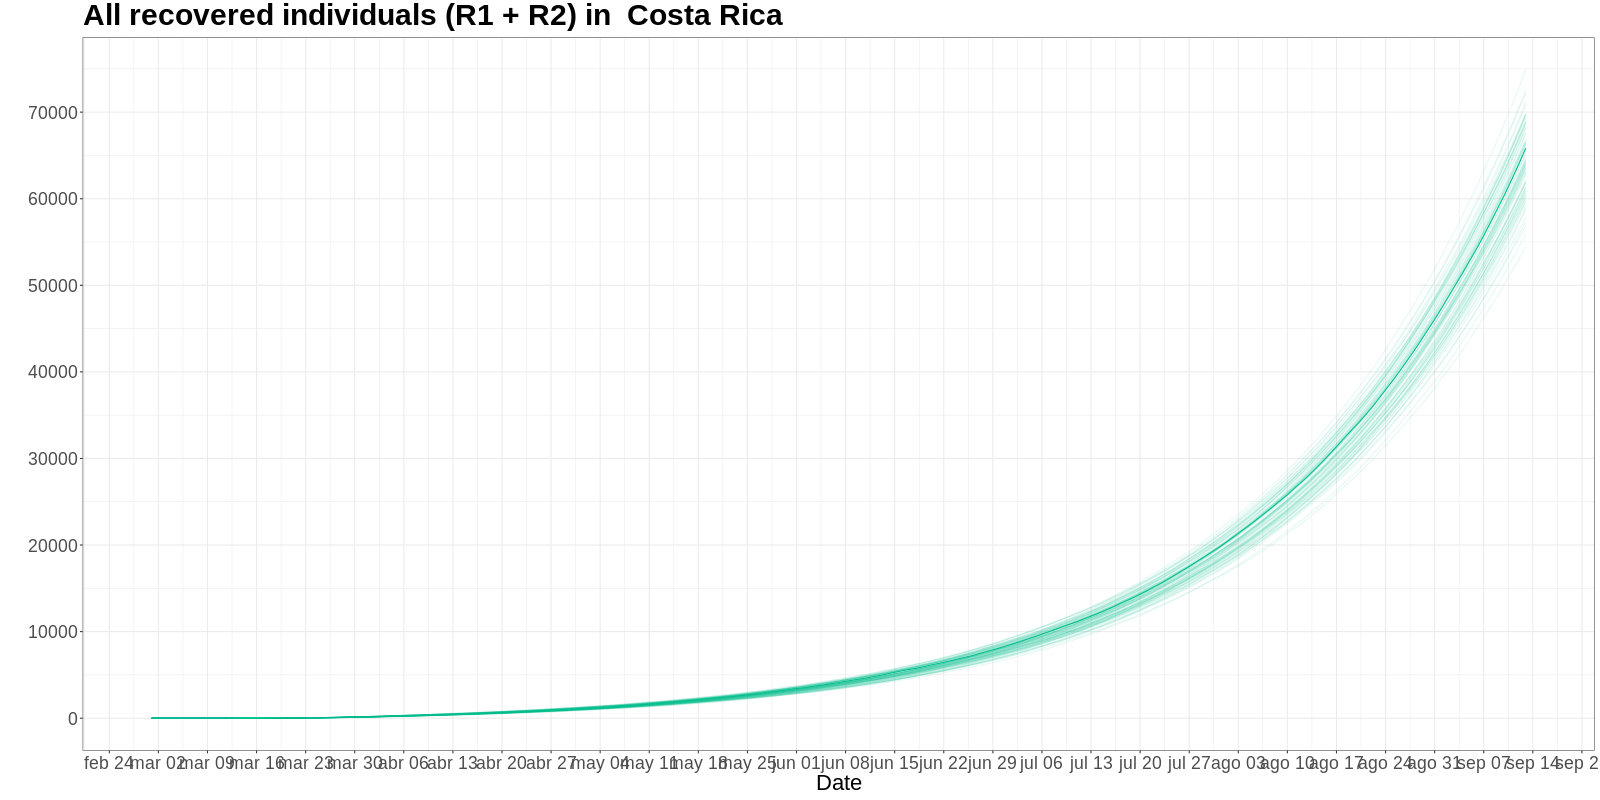 All recovered individuals (R1 + R2) in  Costa Rica
70000
60000
50000
40000
30000
20000
10000
0
feb 24 mar 02 mar 09 mar 16 mar 23 mar 30 abr 06 abr 13 abr 20 abr 27 may 04 may 11 may 18 may 25 jun 01 jun 08 jun 15 jun 22 jun 29 jul 06 jul 13 jul 20 jul 27 ago 03 ago 10 ago 17 ago 24 ago 31 sep 07 sep 14 sep 2
Date